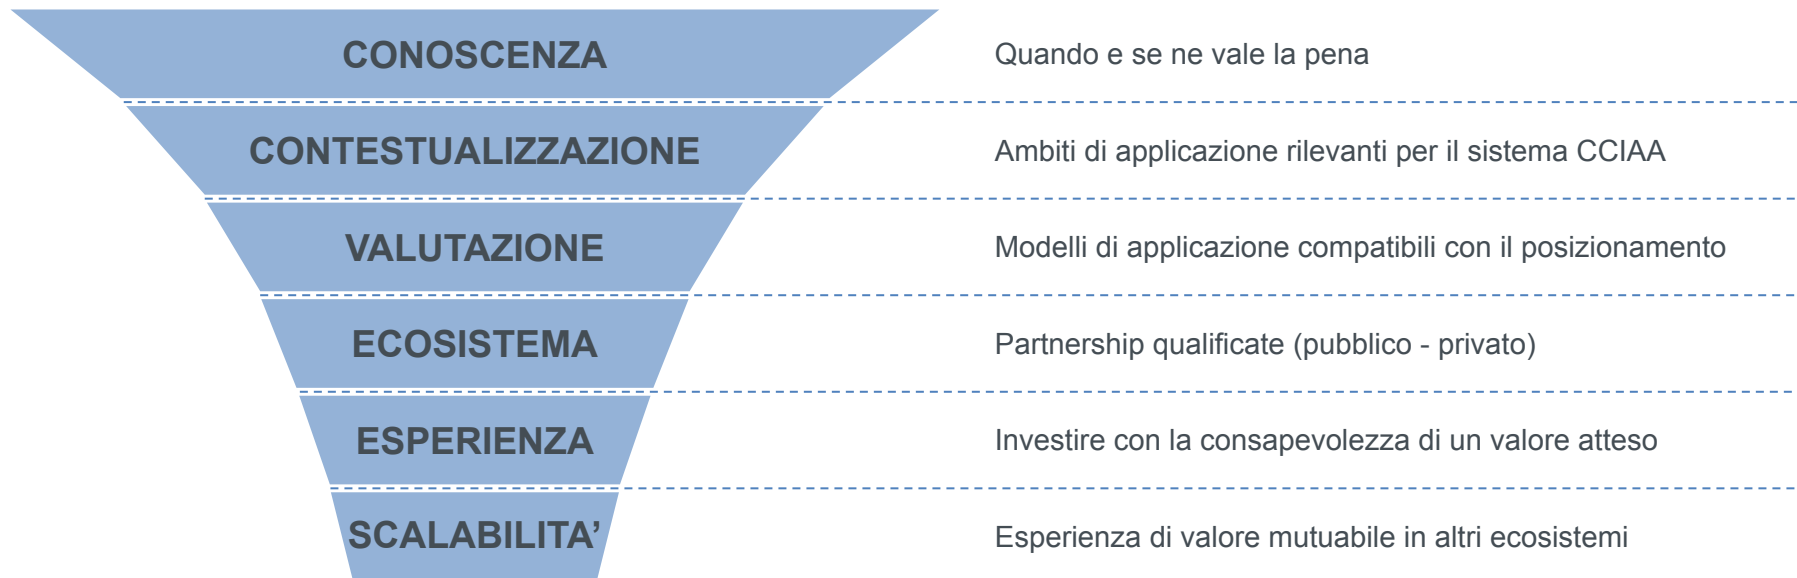 CONOSCENZA
Quando e se ne vale la pena
CONTESTUALIZZAZIONE
Ambiti di applicazione rilevanti per il sistema CCIAA
VALUTAZIONE
Modelli di applicazione compatibili con il posizionamento
ECOSISTEMA
Partnership qualificate (pubblico - privato)
ESPERIENZA
Investire con la consapevolezza di un valore atteso
SCALABILITA’
Esperienza di valore mutuabile in altri ecosistemi